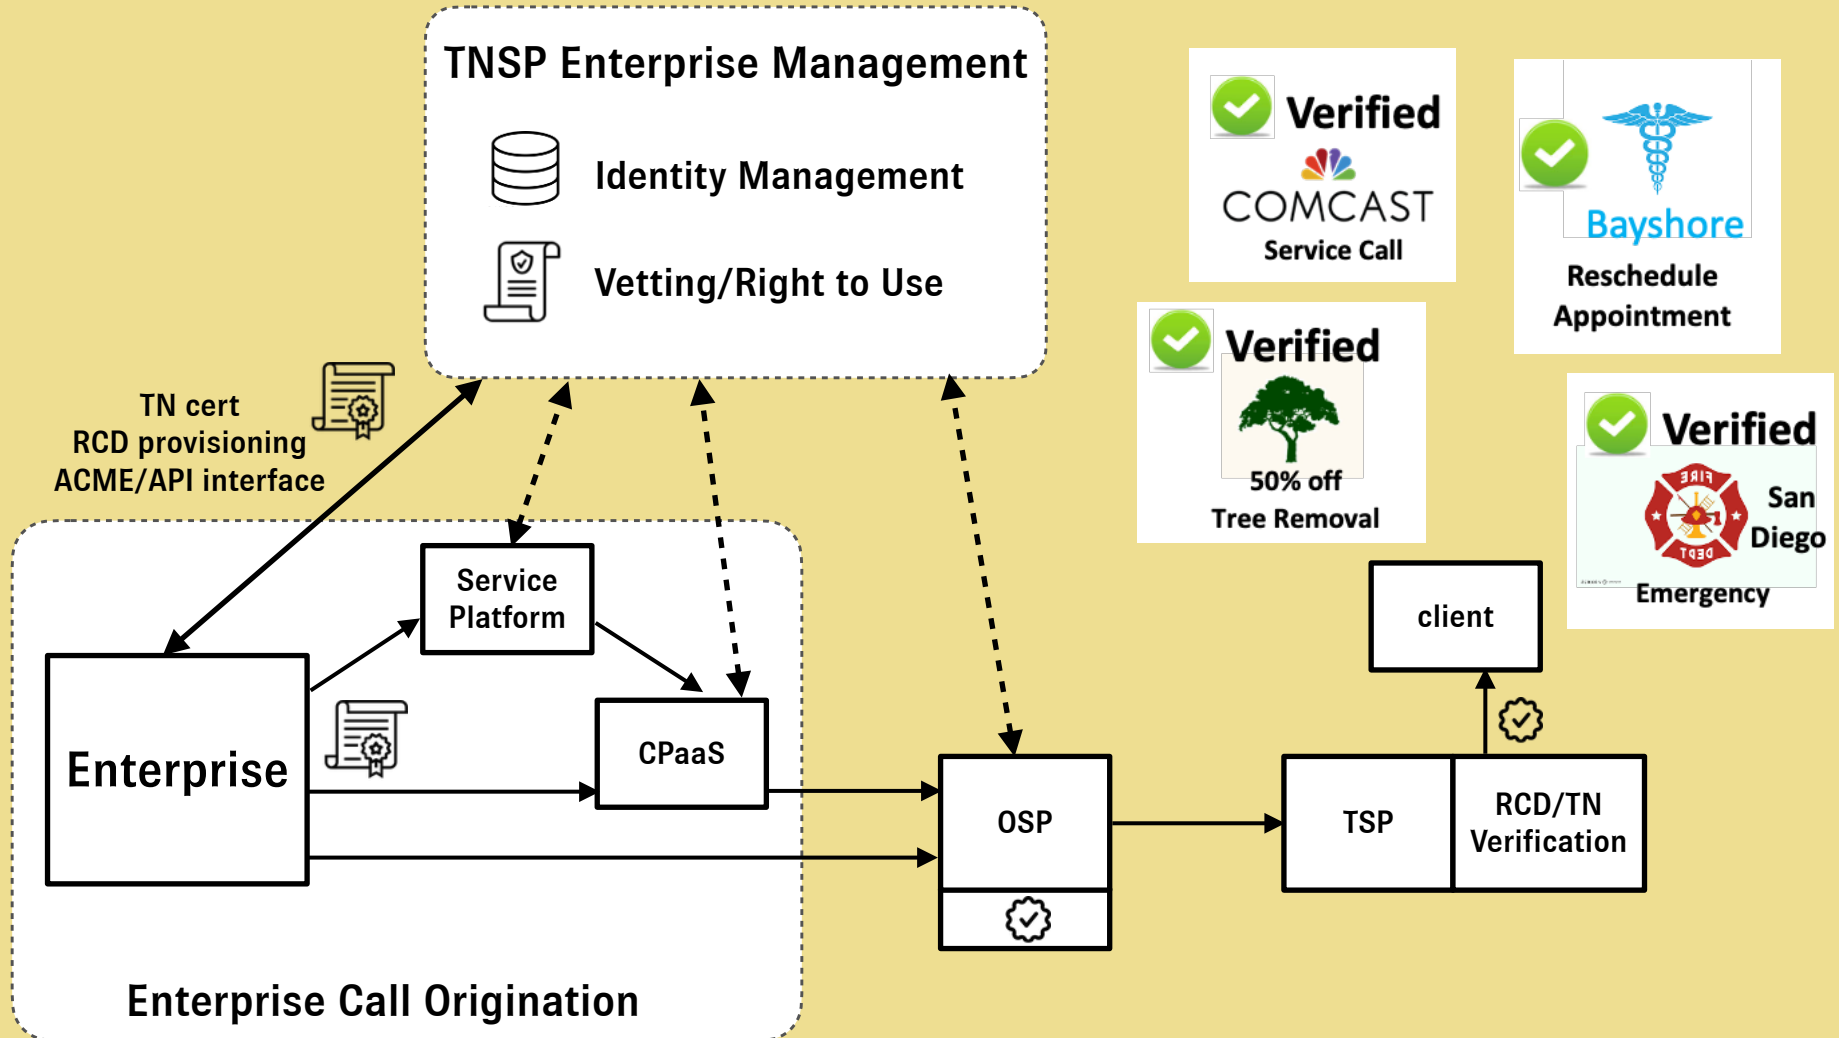 TNSP Enterprise Management
Identity Management
Vetting/Right to Use
TN cert
RCD provisioning
ACME/API interface
Service
Platform
Enterprise
CPaaS
Enterprise Call Origination
OSP
TSP
RCD/TN
Verification
client
Verified
COMCAST
Service Call
Bayshore
Reschedule
Appointment
Verified
50% off
Tree Removal
Verified
FIRE
DEPT
San
Diego
Emergency